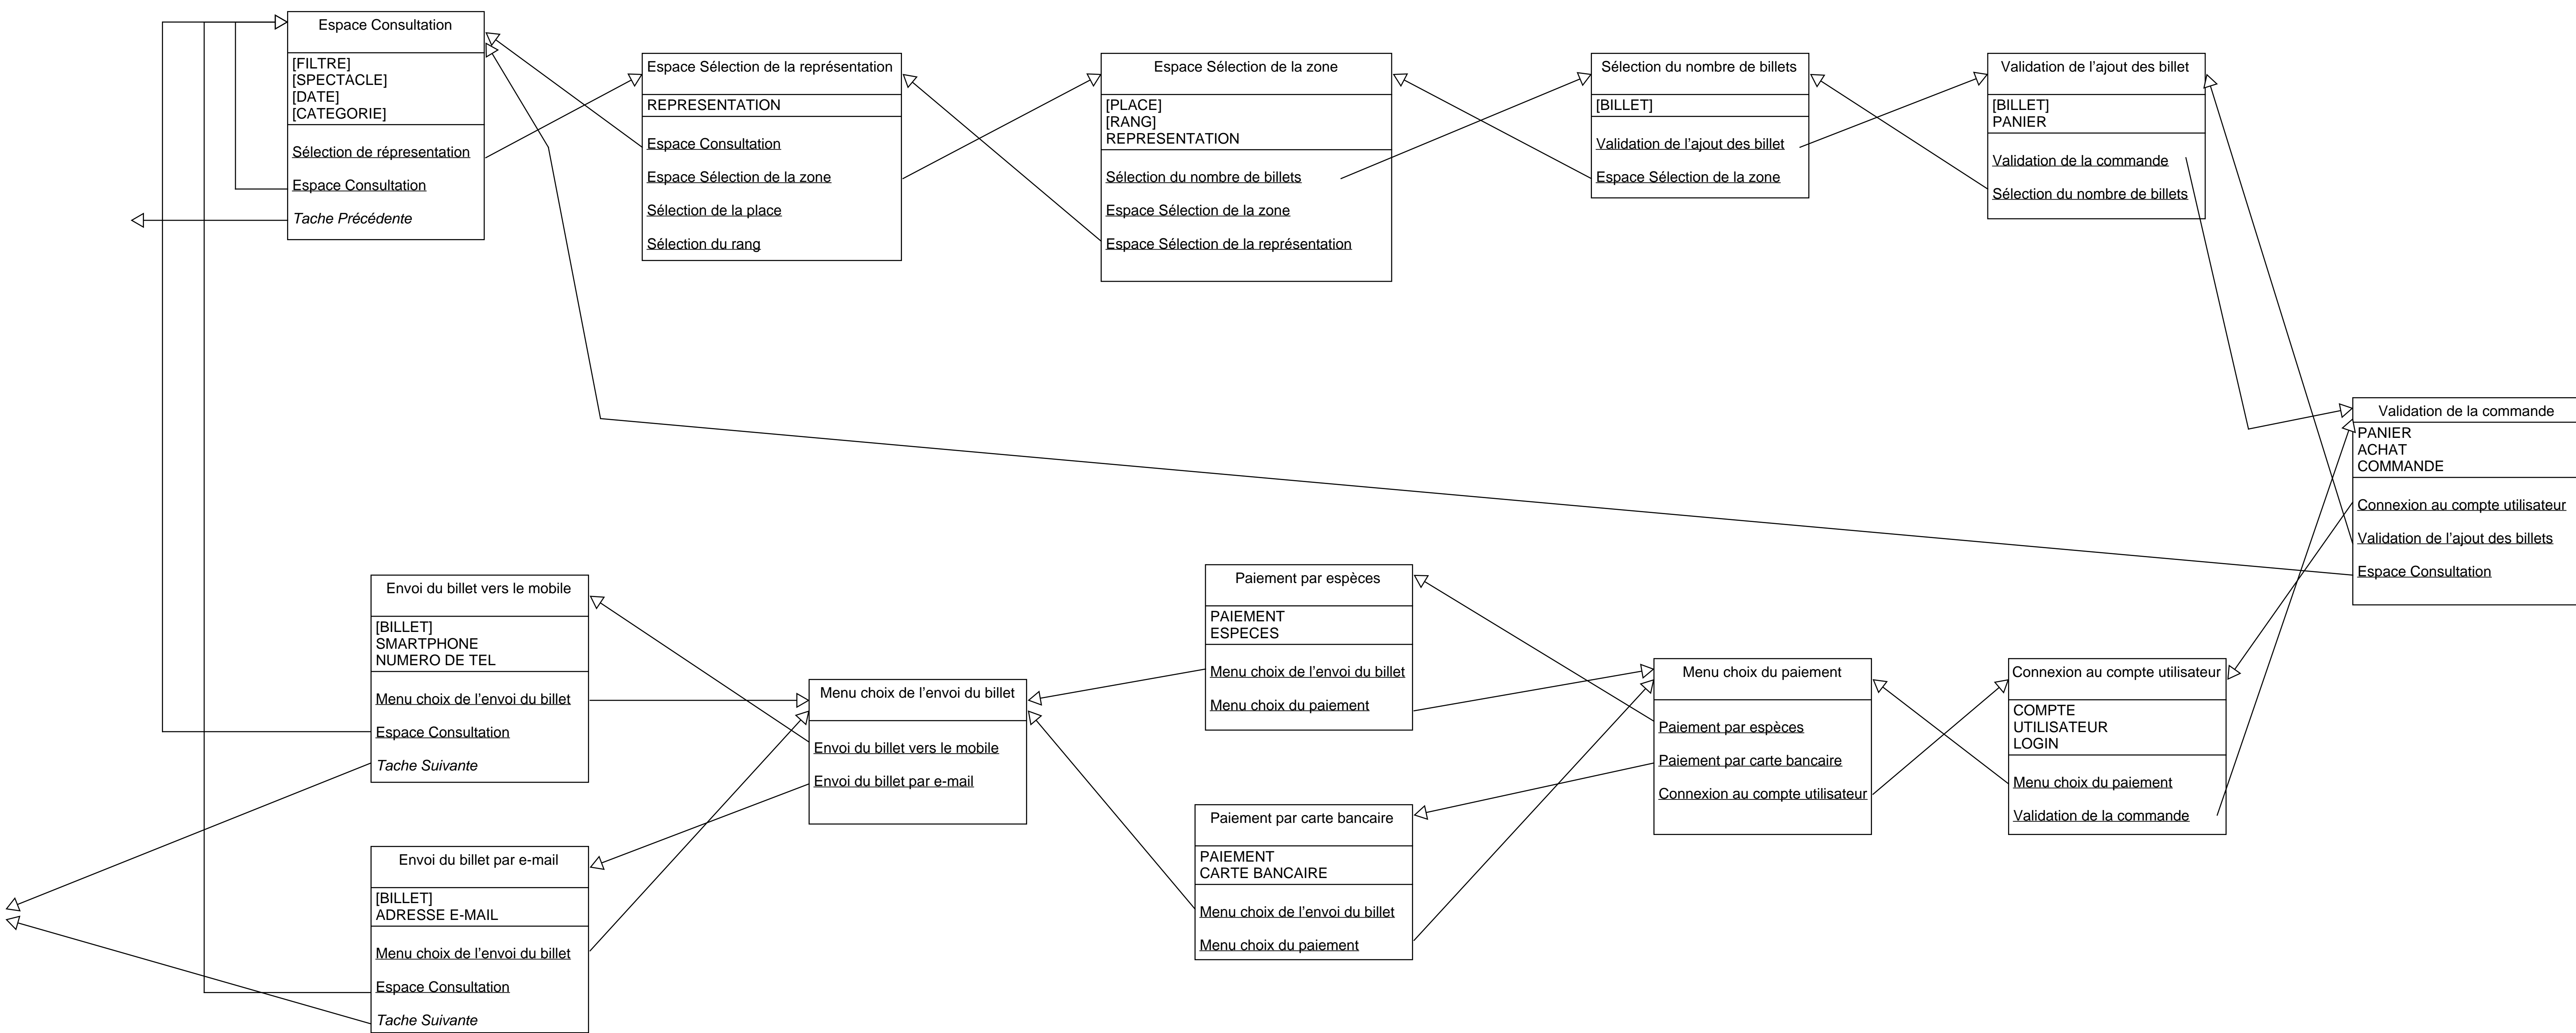 Espace Consultation
[FILTRE]
[SPECTACLE]
[DATE]
[CATEGORIE]
Sélection de répresentation
Espace Consultation
Tache Précédente
Espace Sélection de la représentation
REPRESENTATION
Espace Consultation
Espace Sélection de la zone
Sélection de la place
Sélection du rang
Espace Sélection de la zone
[PLACE]
[RANG]
REPRESENTATION
Sélection du nombre de billets
Espace Sélection de la zone
Espace Sélection de la représentation
Sélection du nombre de billets
[BILLET]
Validation de l’ajout des billet
Espace Sélection de la zone
Validation de l’ajout des billet
[BILLET]
PANIER
Validation de la commande
Sélection du nombre de billets
Validation de la commande
PANIER
ACHAT
COMMANDE
Connexion au compte utilisateur
Validation de l’ajout des billets
Espace Consultation
Envoi du billet vers le mobile
[BILLET]
SMARTPHONE
NUMERO DE TEL
Menu choix de l’envoi du billet
Espace Consultation
Tache Suivante
Menu choix de l’envoi du billet
Envoi du billet vers le mobile
Envoi du billet par e-mail
Paiement par espèces
PAIEMENT
ESPECES
Menu choix de l’envoi du billet
Menu choix du paiement
Menu choix du paiement
Paiement par espèces
Paiement par carte bancaire
Connexion au compte utilisateur
Connexion au compte utilisateur
COMPTE
UTILISATEUR
LOGIN
Menu choix du paiement
Validation de la commande
Envoi du billet par e-mail
[BILLET]
ADRESSE E-MAIL
Menu choix de l’envoi du billet
Espace Consultation
Tache Suivante
Paiement par carte bancaire
PAIEMENT
CARTE BANCAIRE
Menu choix de l’envoi du billet
Menu choix du paiement